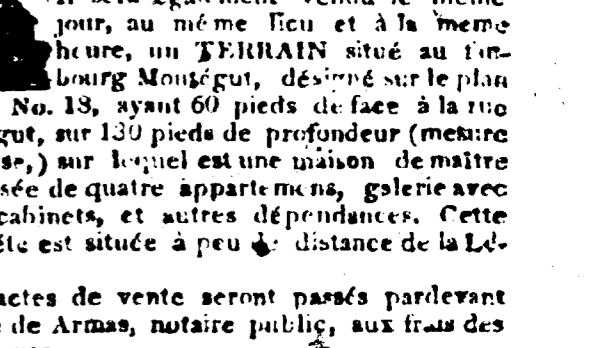 jour, au même lieu et à la meme
heure, un TERRAIN situé au fau-
bourg Montégut, désigné sur le plan
No. 18, ayant 60 pieds de face à la rue
gut, sur 130 pieds de profondeur (mesure
se,) sur lequel est une maison de maître
sée de quatre appartemens, galerie avec
cabinets, et autres dépendances. Cette
été est située à peu de distance de la Lé-
actes de vente seront passés pardevant
de Armas, notaire public, aux frais des